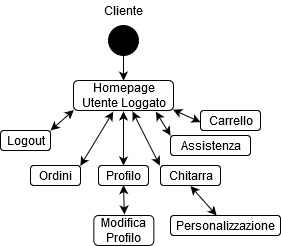 Cliente
Homepage
Utente Loggato
Carrello
Logout
Assistenza
Ordini
Profilo
Chitarra
Modifica
Profilo
Personalizzazione